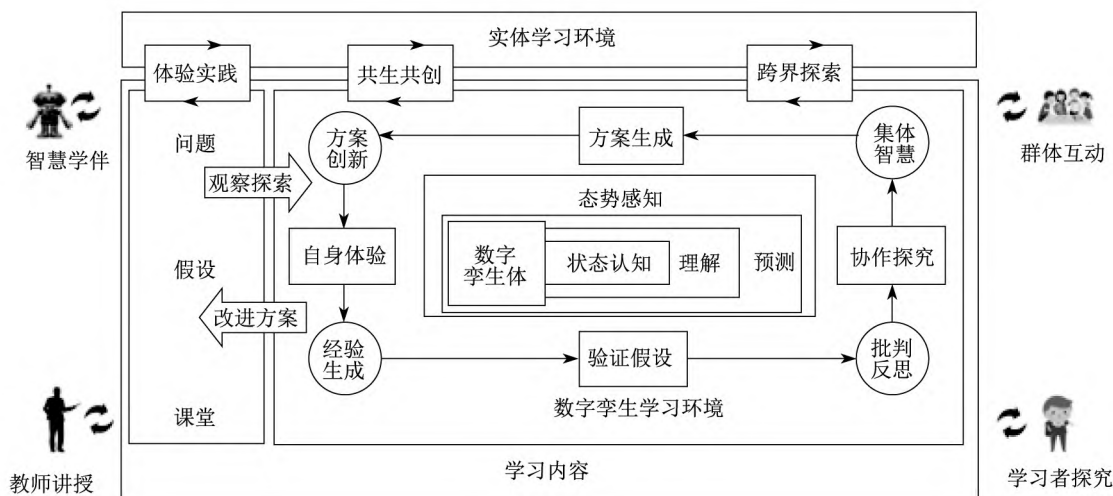 实体学习环境
体验实践
共生共创
跨界探索
智慧学伴
群体互动
问题
方案
创新
方案生成
集体
智慧
观察探索
态势感知
自身体验
数字
孪生体
状态认知
理解
预测
协作探究
假设
改进方案
经验
生成
验证假设
批判
反思
数字孪生学习环境
课堂
教师讲授
学习内容
学习者探究